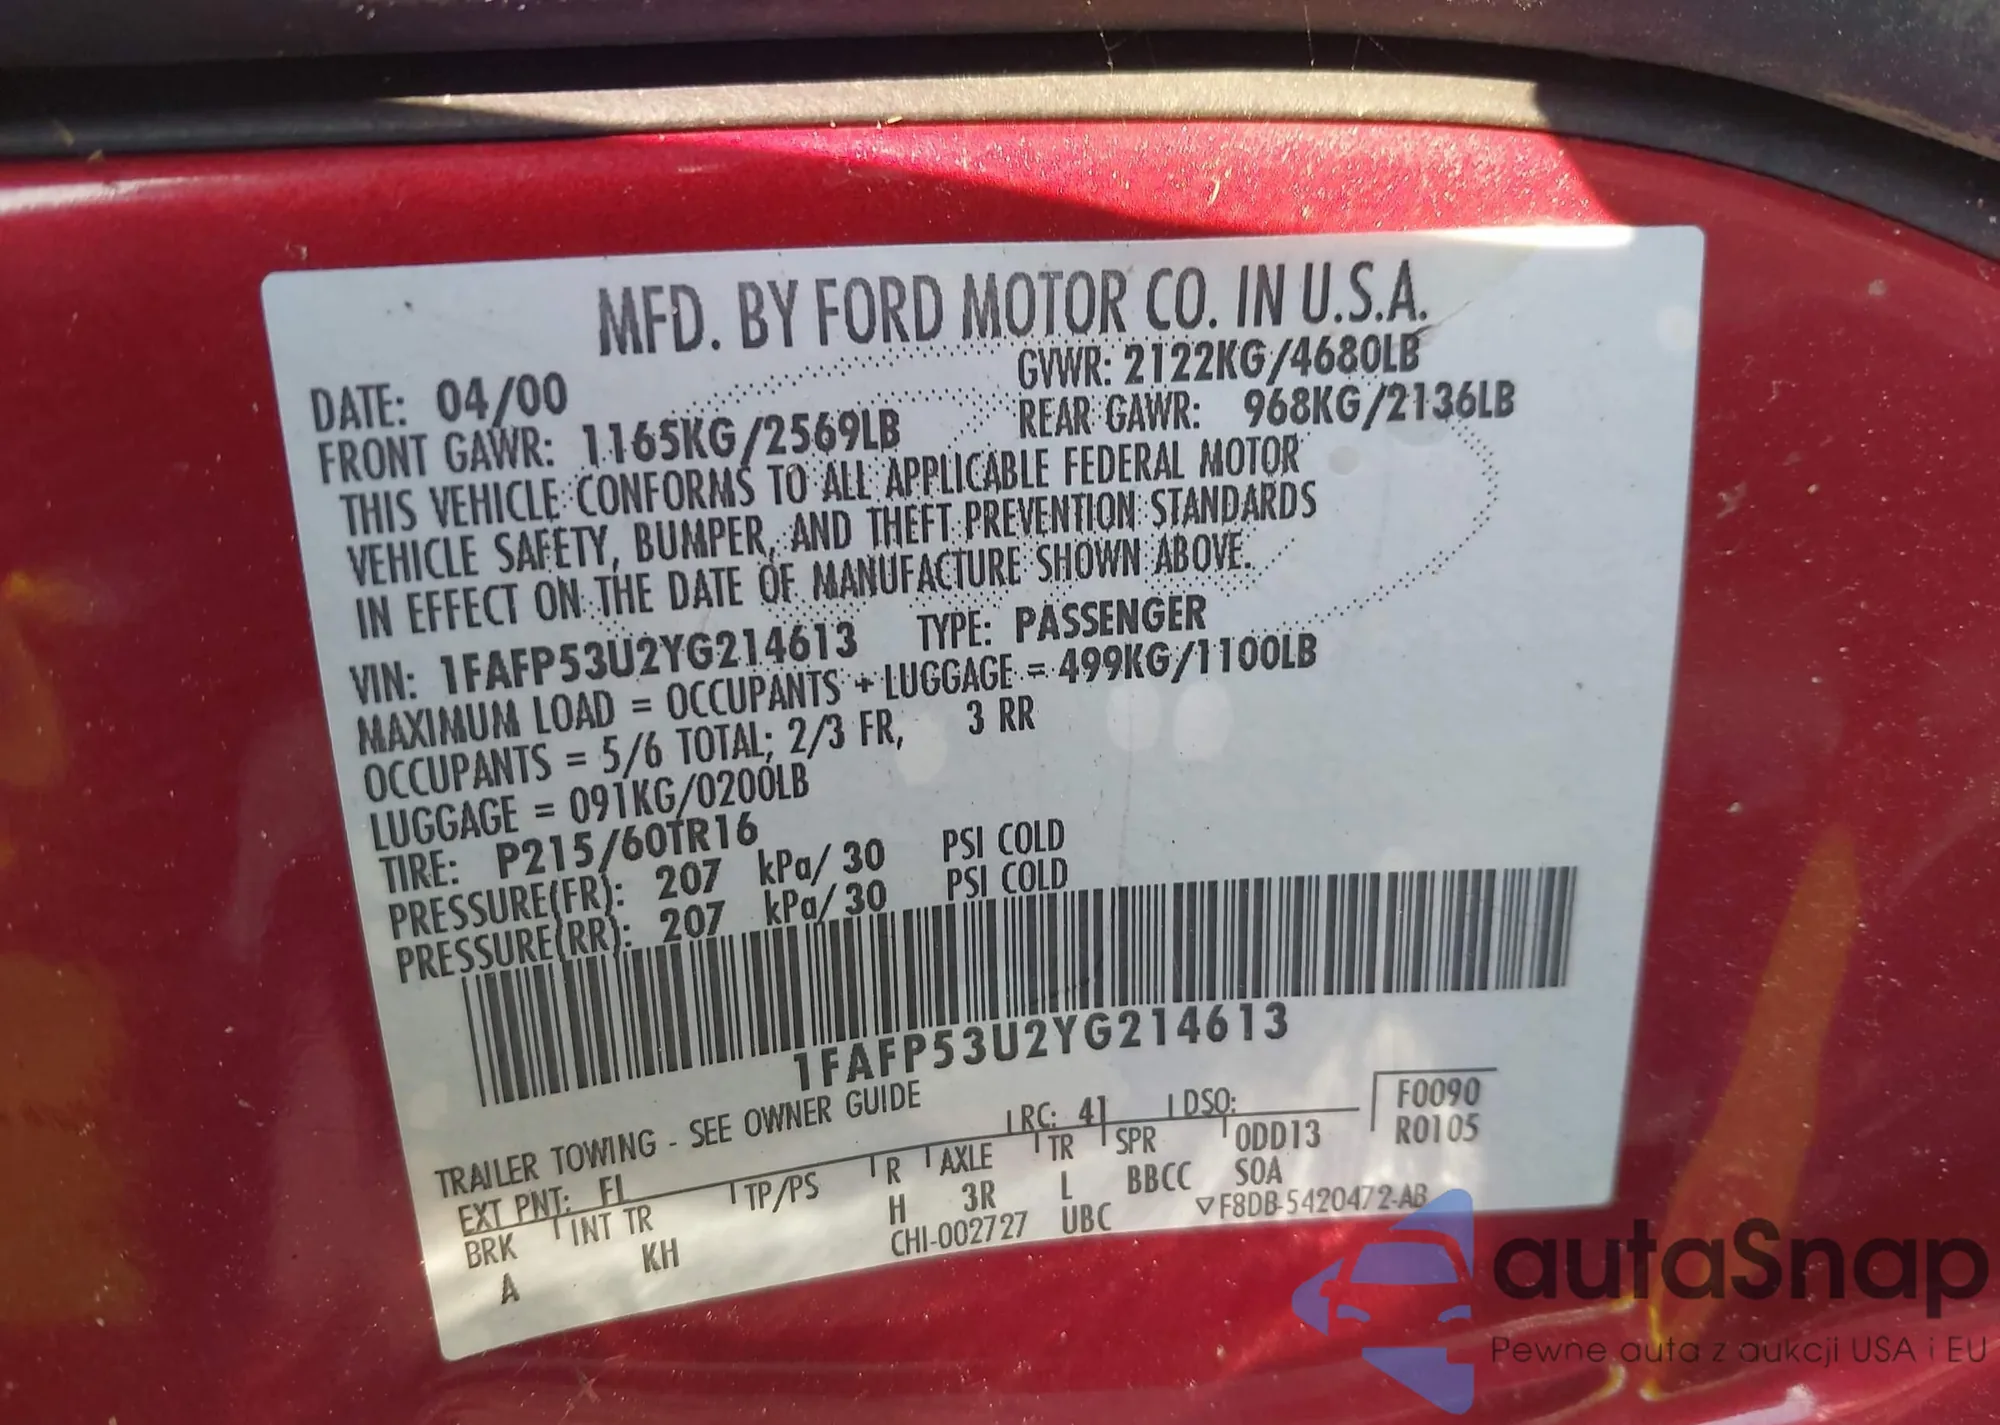 MFD. BY FORD MOTOR CO. IN U.S.A.
DATE: 04/00 GVWR: 2122KG/4680LB
FRONT GAWR: 1165KG/2569LB REAR GAWR: 968KG/2136LB
THIS VEHICLE CONFORMS TO ALL APPLICABLE FEDERAL MOTOR
VEHICLE SAFETY, BUMPER, AND THEFT PREVENTION STANDARDS
IN EFFECT ON THE DATE OF MANUFACTURE SHOWN ABOVE.
VIN: 1FAFP53U2YG214613 TYPE: PASSENGER
MAXIMUM LOAD = OCCUPANTS + LUGGAGE = 499KG/1100LB
OCCUPANTS = 5/6 TOTAL; 2/3 FR, 3 RR
LUGGAGE = 091KG/0200LB
TIRE: P215/60TR16
PRESSURE(FR): 207 kPa/ 30 PSI COLD
PRESSURE(RR): 207 kPa/ 30 PSI COLD
1FAFP53U2YG214613
TRAILER TOWING - SEE OWNER GUIDE
EXT PNT: FL RC: 41 DSO: F0090
BRK INT TR TP/PS R AXLE TR SPR 0DD13 R0105
A KH H 3R L BBCC SOA
CHI-002727 UBC ▽F8DB-5420472-AB
autaSnap
Pewne auta z aukcji USA i EU